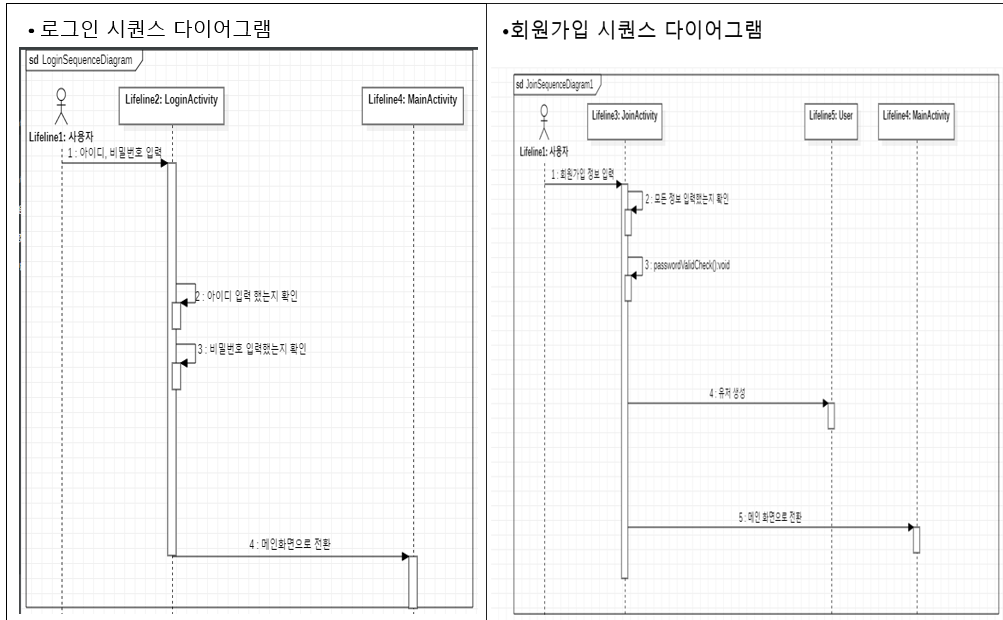 • 로그인 시퀀스 다이어그램
sd LoginSequenceDiagram
Lifeline2: LoginActivity
Lifeline4: MainActivity
Lifeline1: 사용자
1 : 아이디, 비밀번호 입력
2 : 아이디 입력 했는지 확인
3 : 비밀번호 입력했는지 확인
4 : 메인화면으로 전환
•회원가입 시퀀스 다이어그램
sd JoinSequenceDiagram1
Lifeline3: JoinActivity
Lifeline5: User
Lifeline4: MainActivity
Lifeline1: 사용자
1 : 회원가입 정보 입력
2 : 모든 정보 입력했는지 확인
3 : passwordValidCheck():void
4 : 유저 생성
5 : 메인 화면으로 전환